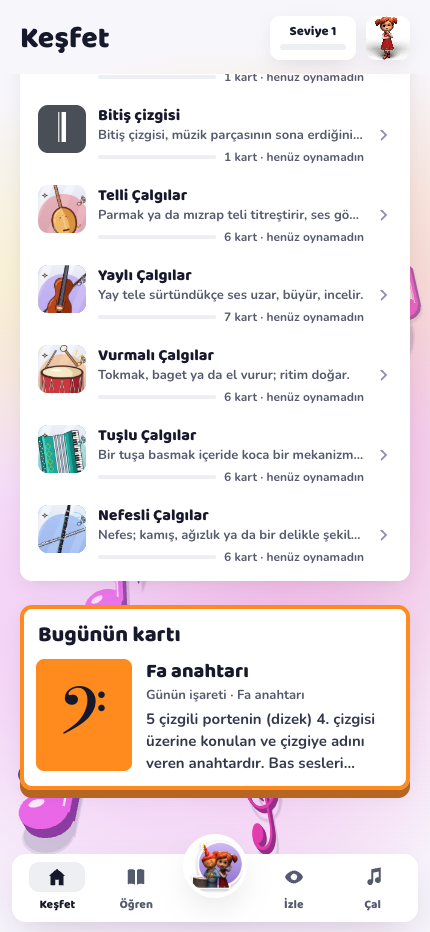 Keşfet
Seviye 1
1 kart · henüz oynamadın
Bitiş çizgisi
Bitiş çizgisi, müzik parçasının sona erdiğini...
1 kart · henüz oynamadın
Telli Çalgılar
Parmak ya da mızrap teli titreştirir, ses gö...
6 kart · henüz oynamadın
Yaylı Çalgılar
Yay tele sürtündükçe ses uzar, büyür, incelir.
7 kart · henüz oynamadın
Vurmalı Çalgılar
Tokmak, baget ya da el vurur; ritim doğar.
6 kart · henüz oynamadın
Tuşlu Çalgılar
Bir tuşa basmak içeride koca bir mekanizm...
6 kart · henüz oynamadın
Nefesli Çalgılar
Nefes; kamış, ağızlık ya da bir delikle şekil...
6 kart · henüz oynamadın
Bugünün kartı
Fa anahtarı
Günün işareti · Fa anahtarı
5 çizgili portenin (dizek) 4. çizgisi
üzerine konulan ve çizgiye adını
veren anahtardır. Bas sesleri...
Keşfet
Öğren
İzle
Çal